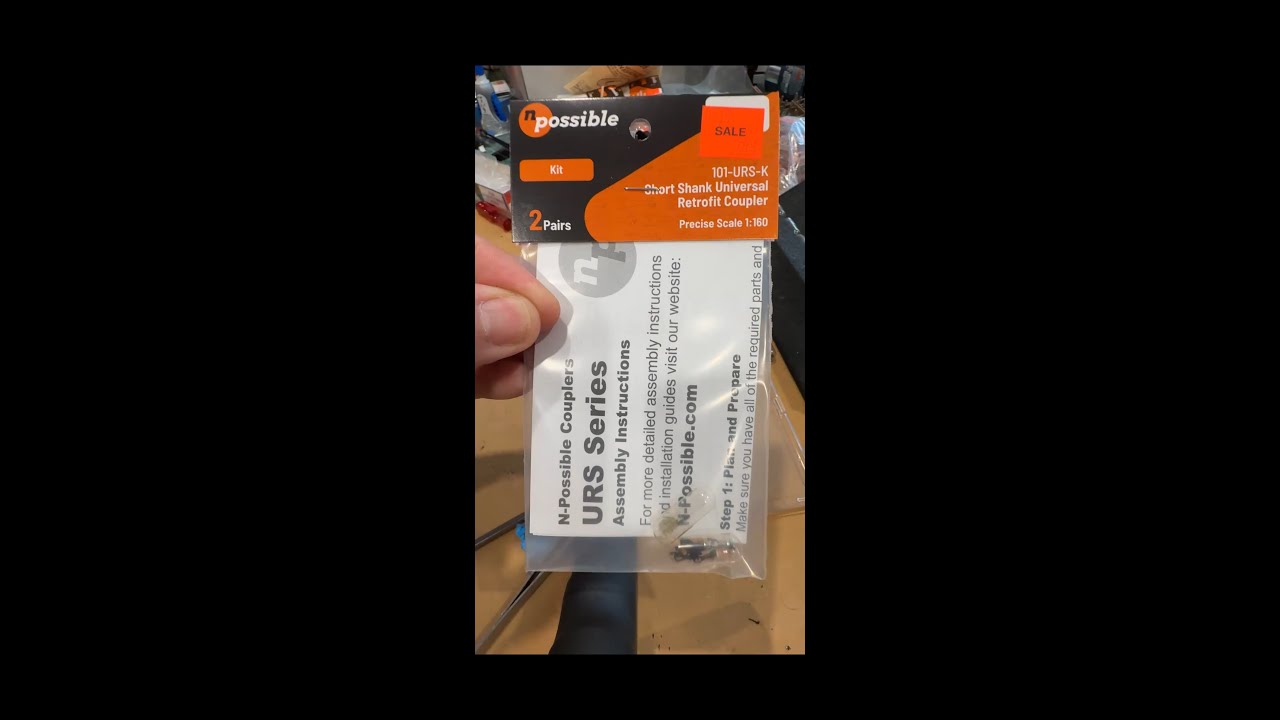 npossible
SALE
Kit
101-URS-K
Short Shank Universal
Retrofit Coupler
2 Pairs
Precise Scale 1:160
np
N-Possible Couplers
URS Series
Assembly Instructions
For more detailed assembly instructions
nd installation guides visit our website:
N-Possible.com
Step 1: Plan and Prepare
Make sure you have all of the required parts and